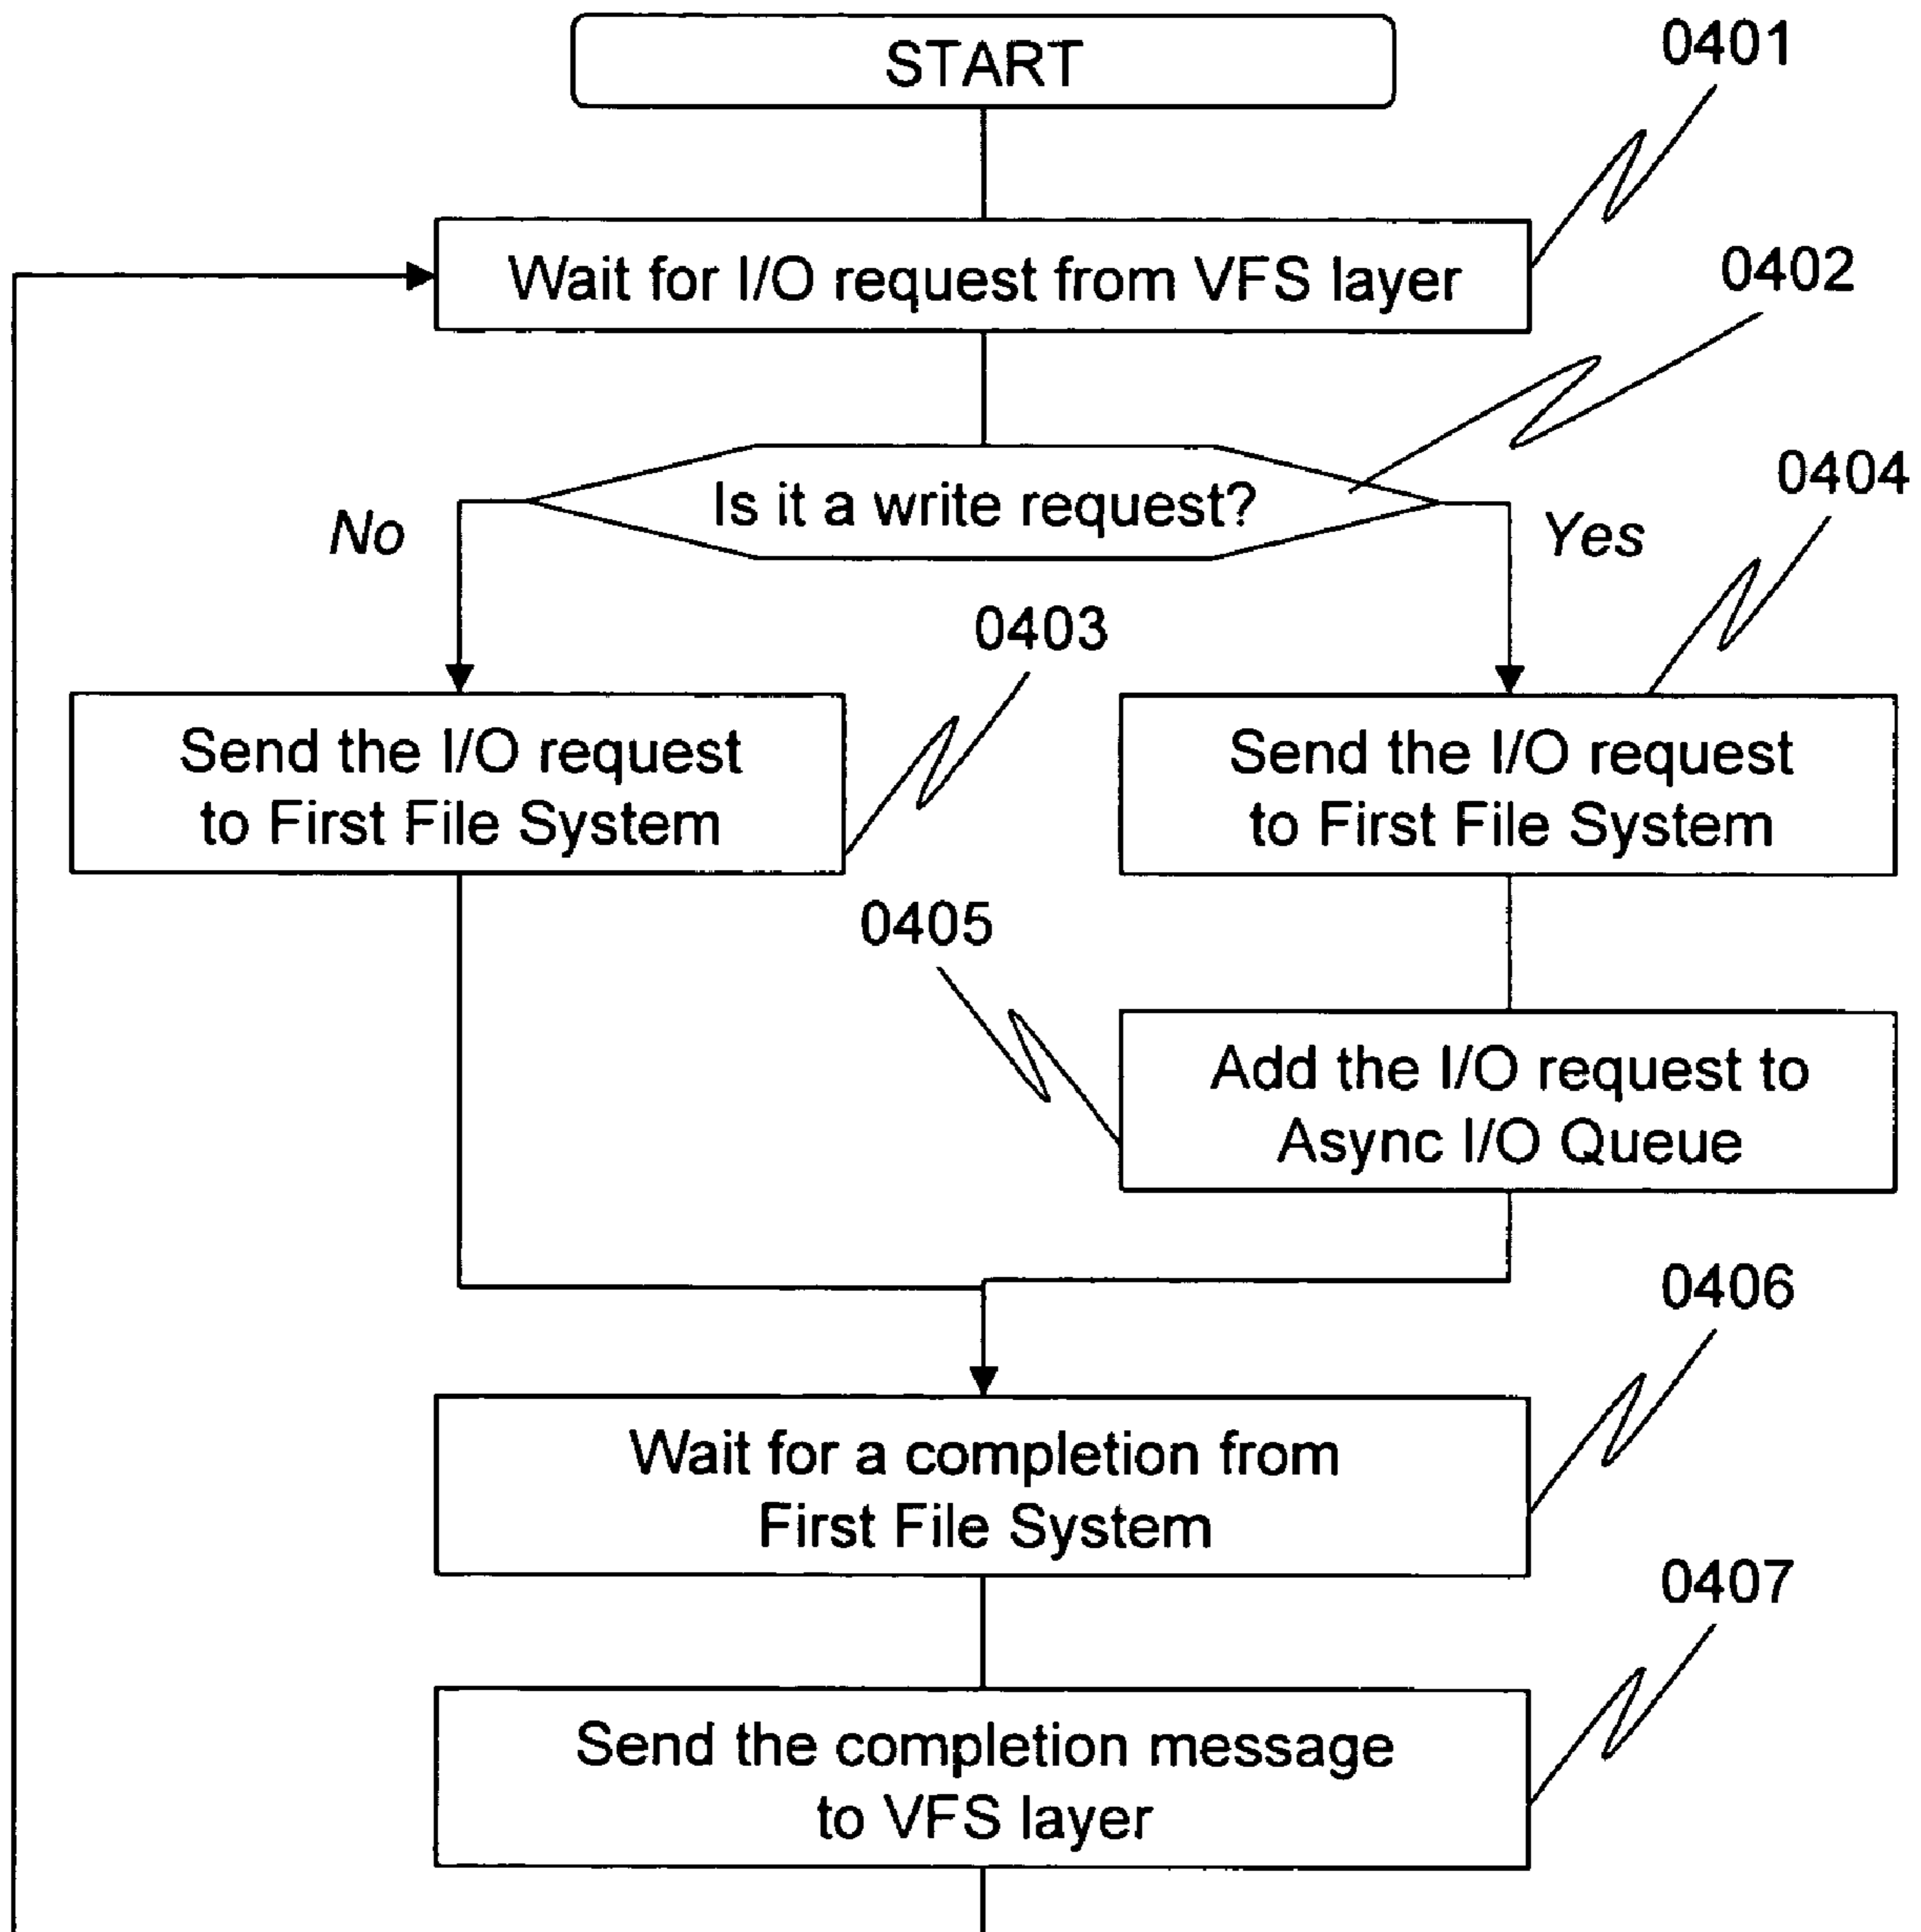 START
0401
Wait for I/O request from VFS layer
0402
Is it a write request?
No
Yes
0404
0403
Send the I/O request
to First File System
Send the I/O request
to First File System
0405
Add the I/O request to
Async I/O Queue
0406
Wait for a completion from
First File System
0407
Send the completion message
to VFS layer